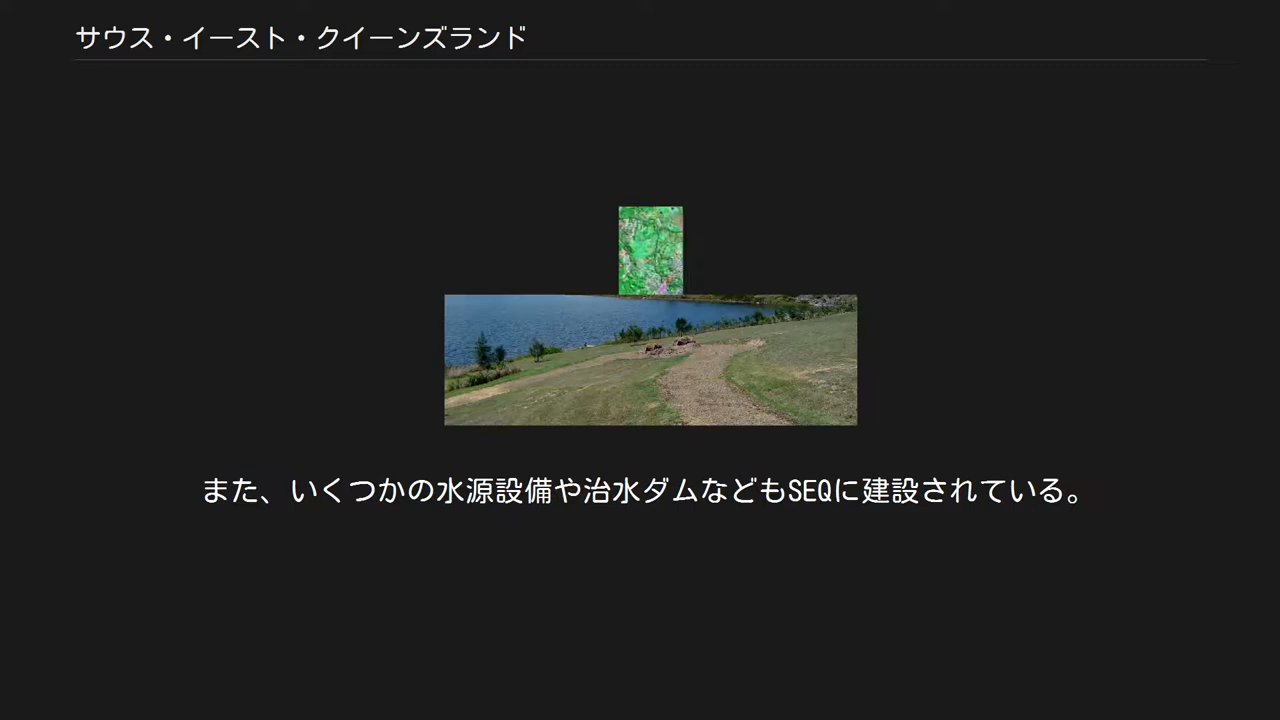 サウス・イースト・クイーンズランド
また、いくつかの水源設備や治水ダムなどもSEQに建設されている。